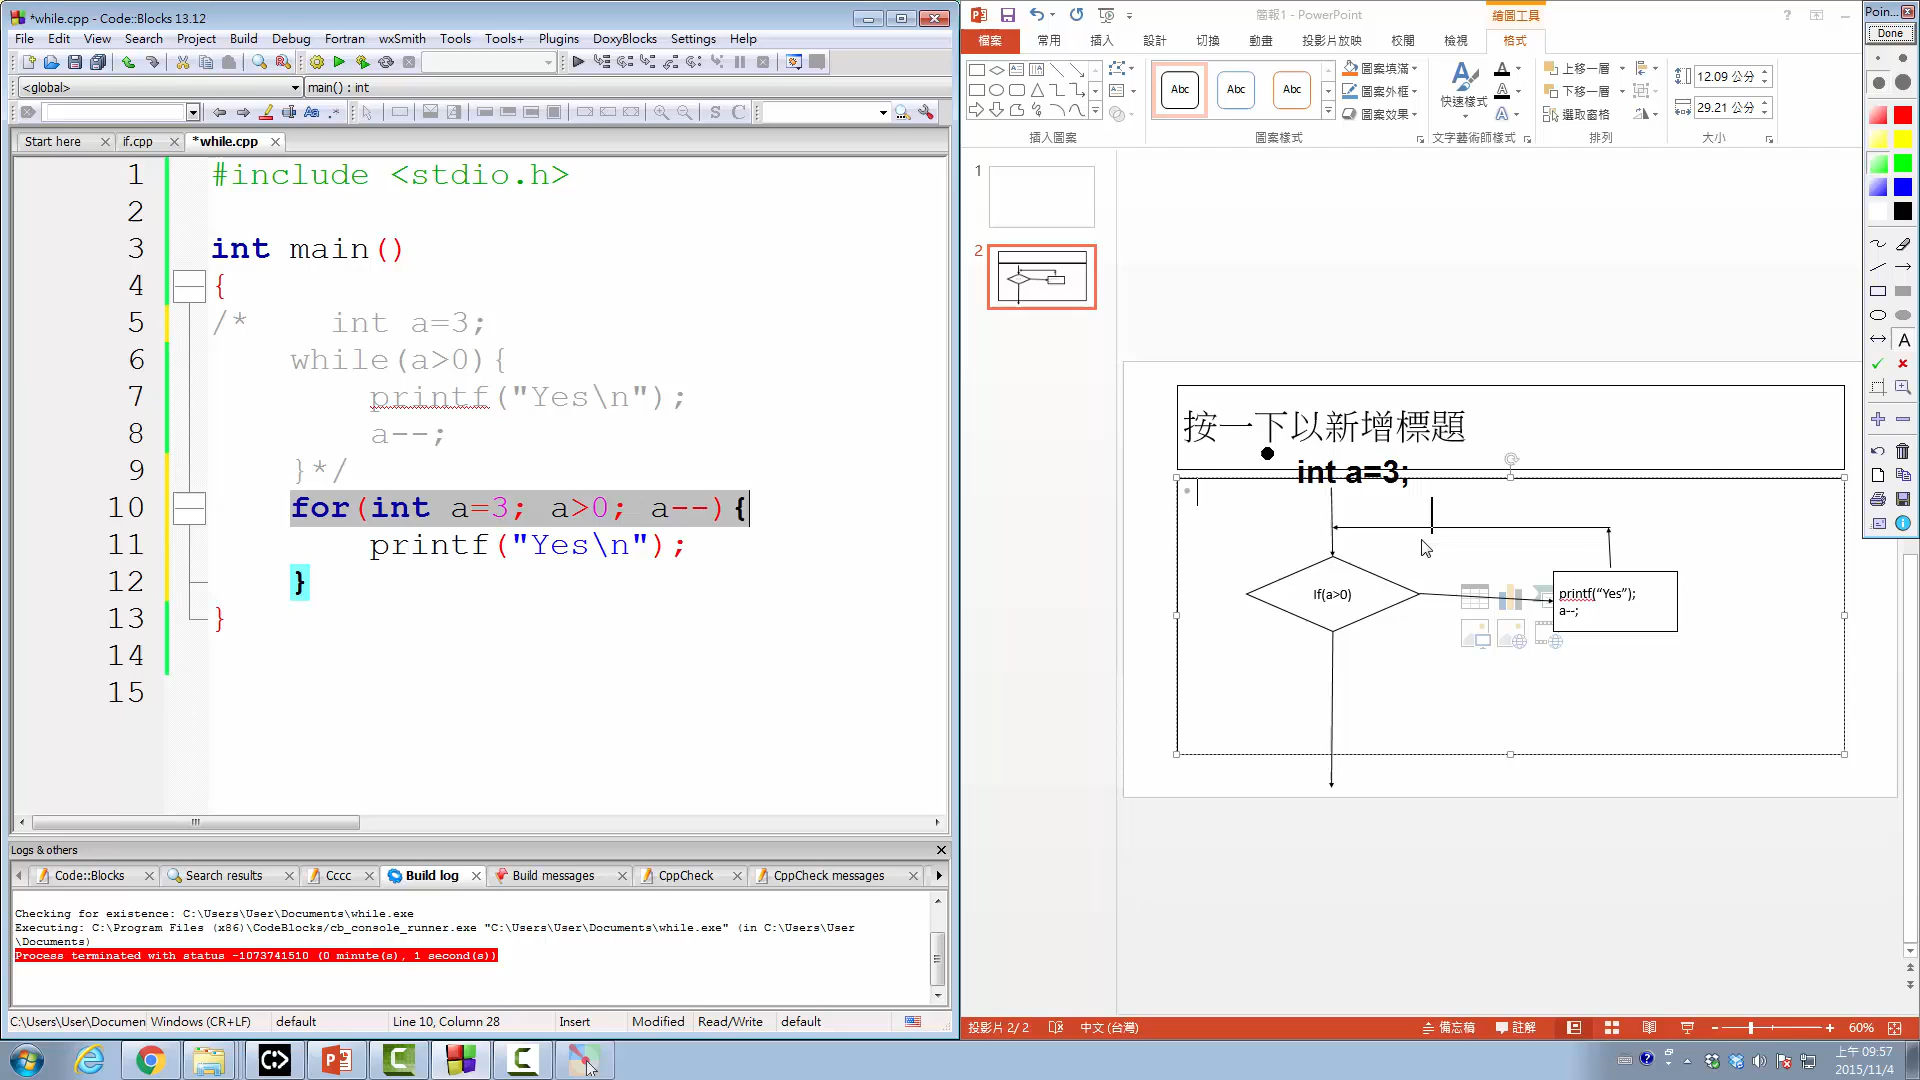 *while.cpp - Code::Blocks 13.12
File Edit View Search Project Build Debug Fortran wxSmith Tools Tools+ Plugins DoxyBlocks Settings Help
<global> main() : int
Start here if.cpp *while.cpp
1 #include <stdio.h>
2
3 int main()
4 {
5 /* int a=3;
6 while(a>0){
7 printf("Yes\n");
8 a--;
9 }*/
10 for(int a=3; a>0; a--){
11 printf("Yes\n");
12 }
13 }
14
15
Logs & others
Code::Blocks Search results Cccc Build log Build messages CppCheck CppCheck messages
Checking for existence: C:\Users\User\Documents\while.exe
Executing: C:\Program Files (x86)\CodeBlocks/cb_console_runner.exe "C:\Users\User\Documents\while.exe" (in C:\Users\User
\Documents)
Process terminated with status -1073741510 (0 minute(s), 1 second(s))
C:\Users\User\Documen Windows (CR+LF) default Line 10, Column 28 Insert Modified Read/Write default
簡報1 - PowerPoint
繪圖工具
檔案 常用 插入 設計 切換 動畫 投影片放映 校閱 檢視 格式
Abc Abc Abc
圖案填滿
圖案外框
圖案效果
快速樣式
上移一層
下移一層
選取窗格
12.09 公分
29.21 公分
插入圖案 圖案樣式 文字藝術師樣式 排列 大小
1
2
按一下以新增標題
int a=3;
If(a>0)
printf("Yes");
a--;
投影片 2/ 2 中文 (台灣) 備忘稿 註解 60%
Poin...
Done
A
上午 09:57
2015/11/4